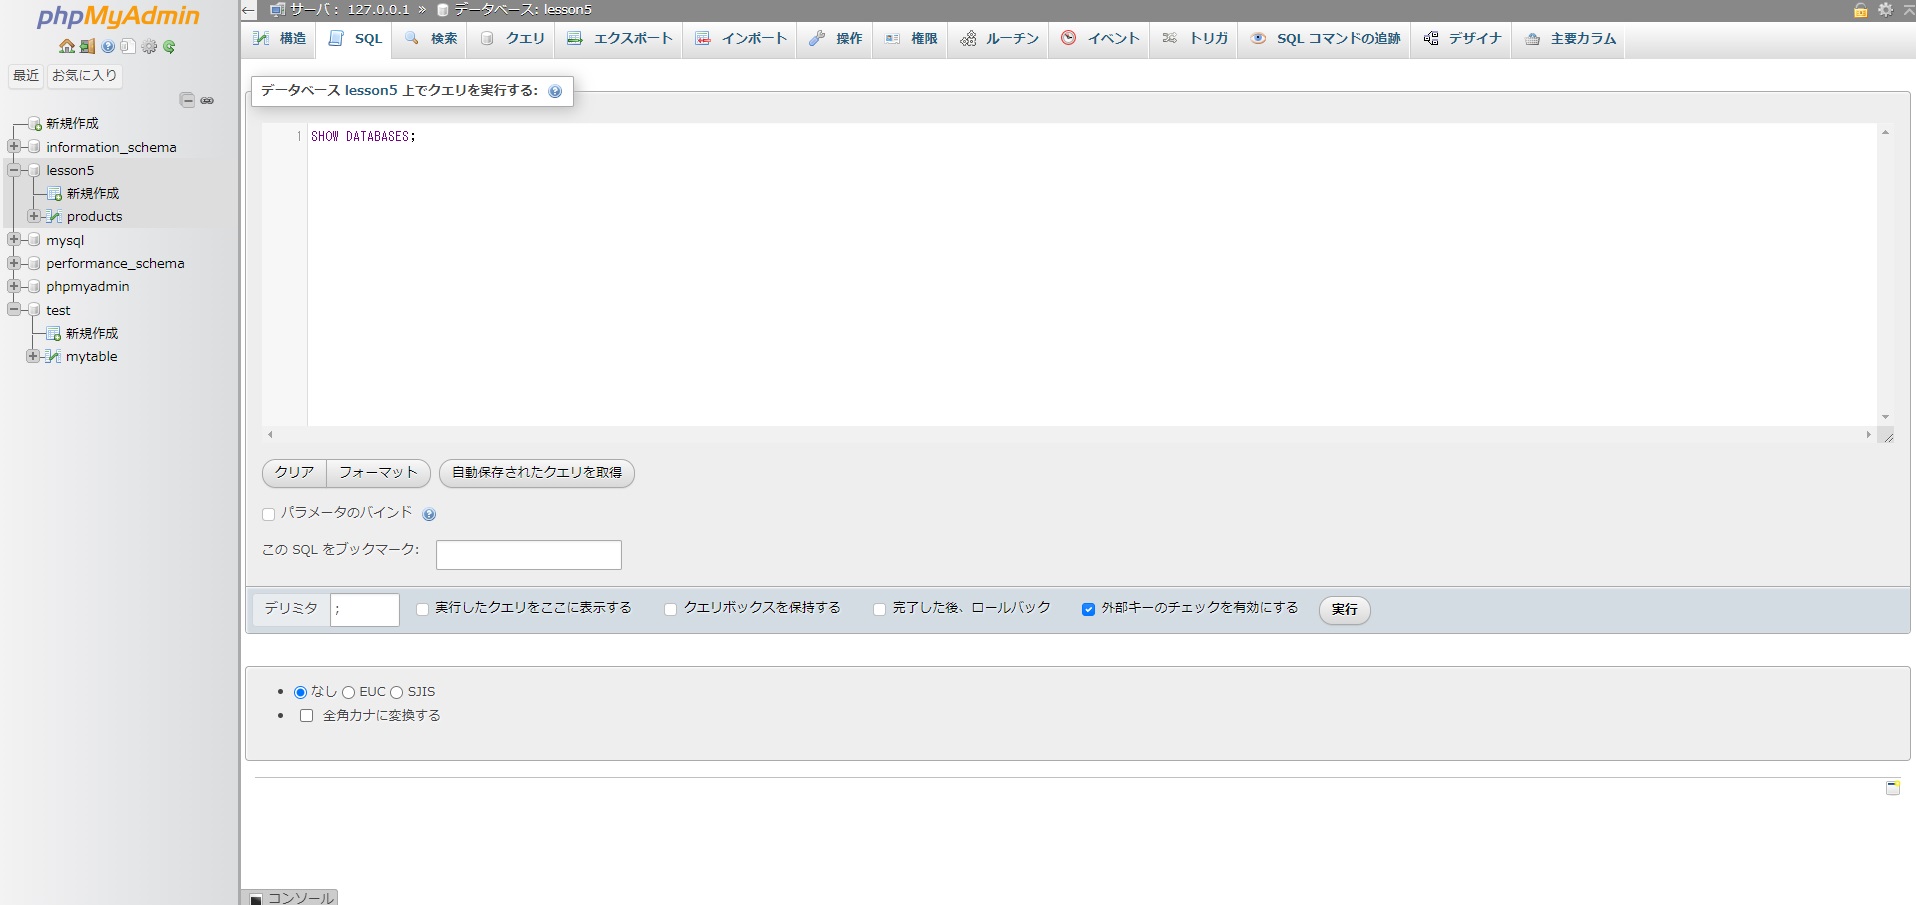 phpMyAdmin
最近 お気に入り
新規作成
information_schema
lesson5
新規作成
products
mysql
performance_schema
phpmyadmin
test
新規作成
mytable
サーバ: 127.0.0.1 » データベース: lesson5
構造 SQL 検索 クエリ エクスポート インポート 操作 権限 ルーチン イベント トリガ SQL コマンドの追跡 デザイナ 主要カラム
データベース lesson5 上でクエリを実行する:
1 SHOW DATABASES;
クリア フォーマット 自動保存されたクエリを取得
パラメータのバインド
この SQL をブックマーク:
デリミタ ; 実行したクエリをここに表示する クエリボックスを保持する 完了した後、ロールバック 外部キーのチェックを有効にする 実行
なし EUC SJIS
全角カナに変換する
コンソール